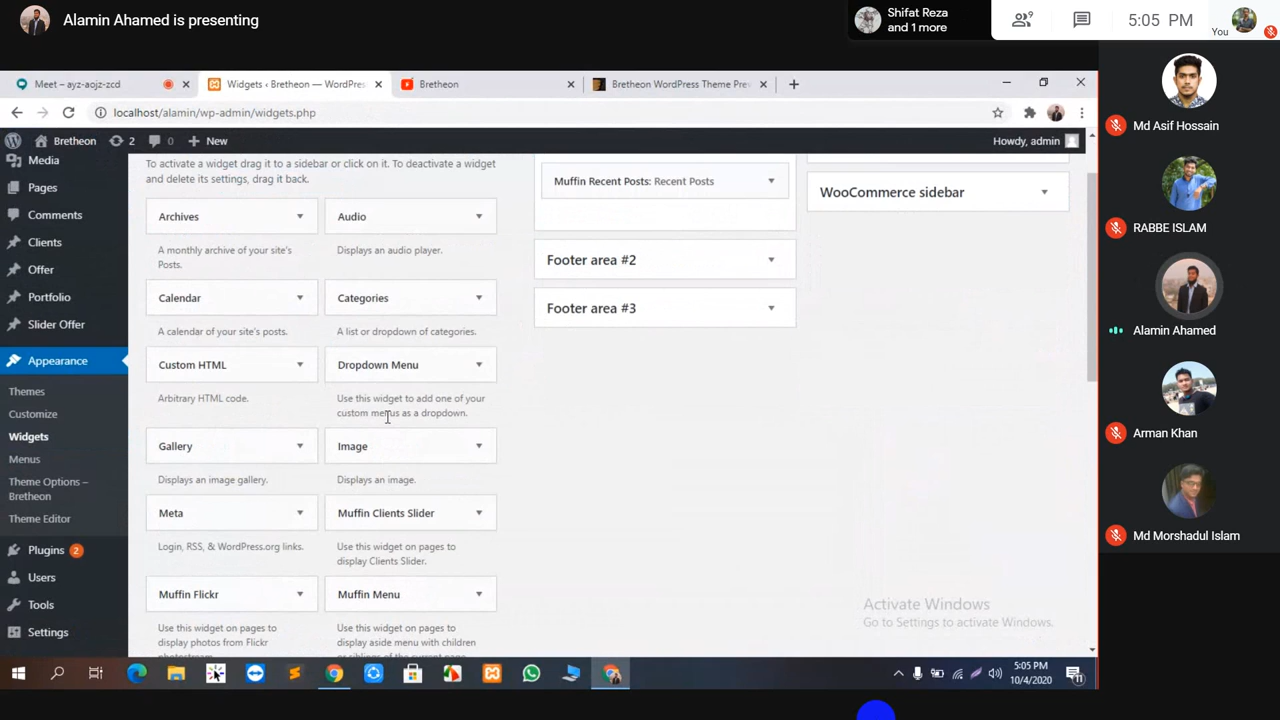 Alamin Ahamed is presenting
Shifat Reza
and 1 more
9
5:05 PM
You
Meet – ayz-aojz-zcd
Widgets ‹ Bretheon — WordPres
Bretheon
Bretheon WordPress Theme Prev
localhost/alamin/wp-admin/widgets.php
Bretheon
2
0
New
Howdy, admin
Media
Pages
Comments
Clients
Offer
Portfolio
Slider Offer
Appearance
Themes
Customize
Widgets
Menus
Theme Options –
Bretheon
Theme Editor
Plugins 2
Users
Tools
Settings
To activate a widget drag it to a sidebar or click on it. To deactivate a widget
and delete its settings, drag it back.
Archives
A monthly archive of your site's
Posts.
Audio
Displays an audio player.
Calendar
A calendar of your site's posts.
Categories
A list or dropdown of categories.
Custom HTML
Arbitrary HTML code.
Dropdown Menu
Use this widget to add one of your
custom menus as a dropdown.
Gallery
Displays an image gallery.
Image
Displays an image.
Meta
Login, RSS, & WordPress.org links.
Muffin Clients Slider
Use this widget on pages to
display Clients Slider.
Muffin Flickr
Use this widget on pages to
display photos from Flickr
Muffin Menu
Use this widget on pages to
display aside menu with children
Muffin Recent Posts: Recent Posts
Footer area #2
Footer area #3
WooCommerce sidebar
Activate Windows
Go to Settings to activate Windows.
5:05 PM
10/4/2020
Md Asif Hossain
RABBE ISLAM
Alamin Ahamed
Arman Khan
Md Morshadul Islam